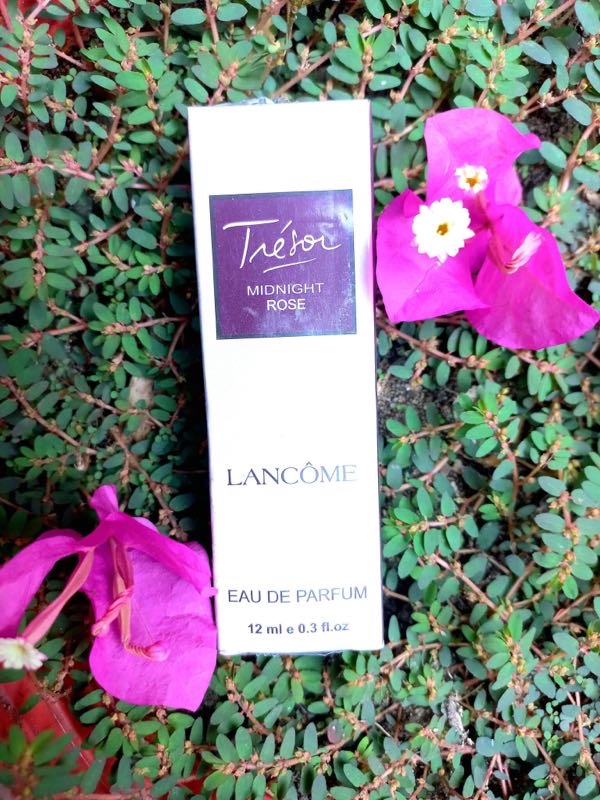 Trésor
MIDNIGHT
ROSE
LANCÔME
EAU DE PARFUM
12 ml e 0.3 fl.oz